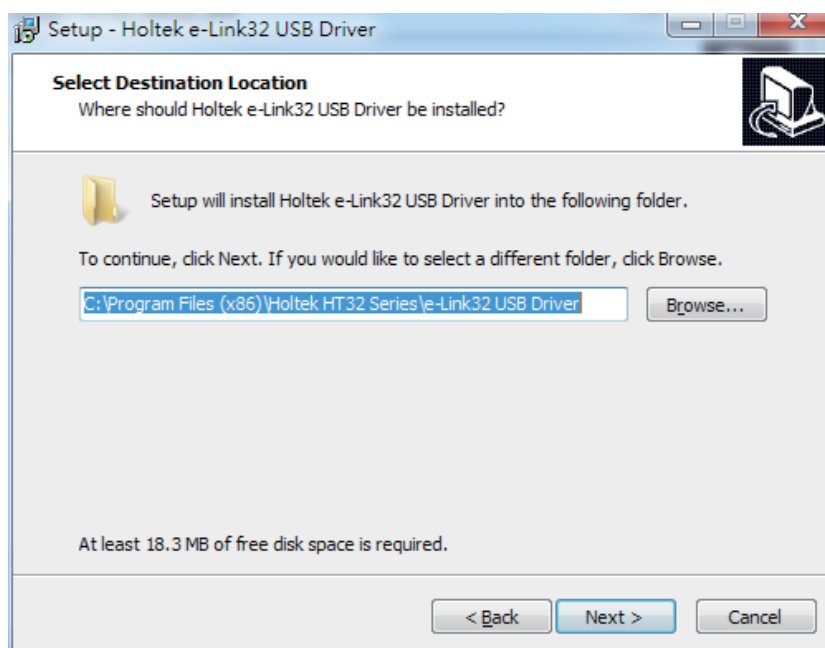 Setup - Holtek e-Link32 USB Driver
Select Destination Location
Where should Holtek e-Link32 USB Driver be installed?
Setup will install Holtek e-Link32 USB Driver into the following folder.
To continue, click Next. If you would like to select a different folder, click Browse.
C:\Program Files (x86)\Holtek HT32 Series\e-Link32 USB Driver
Browse...
At least 18.3 MB of free disk space is required.
< Back
Next >
Cancel